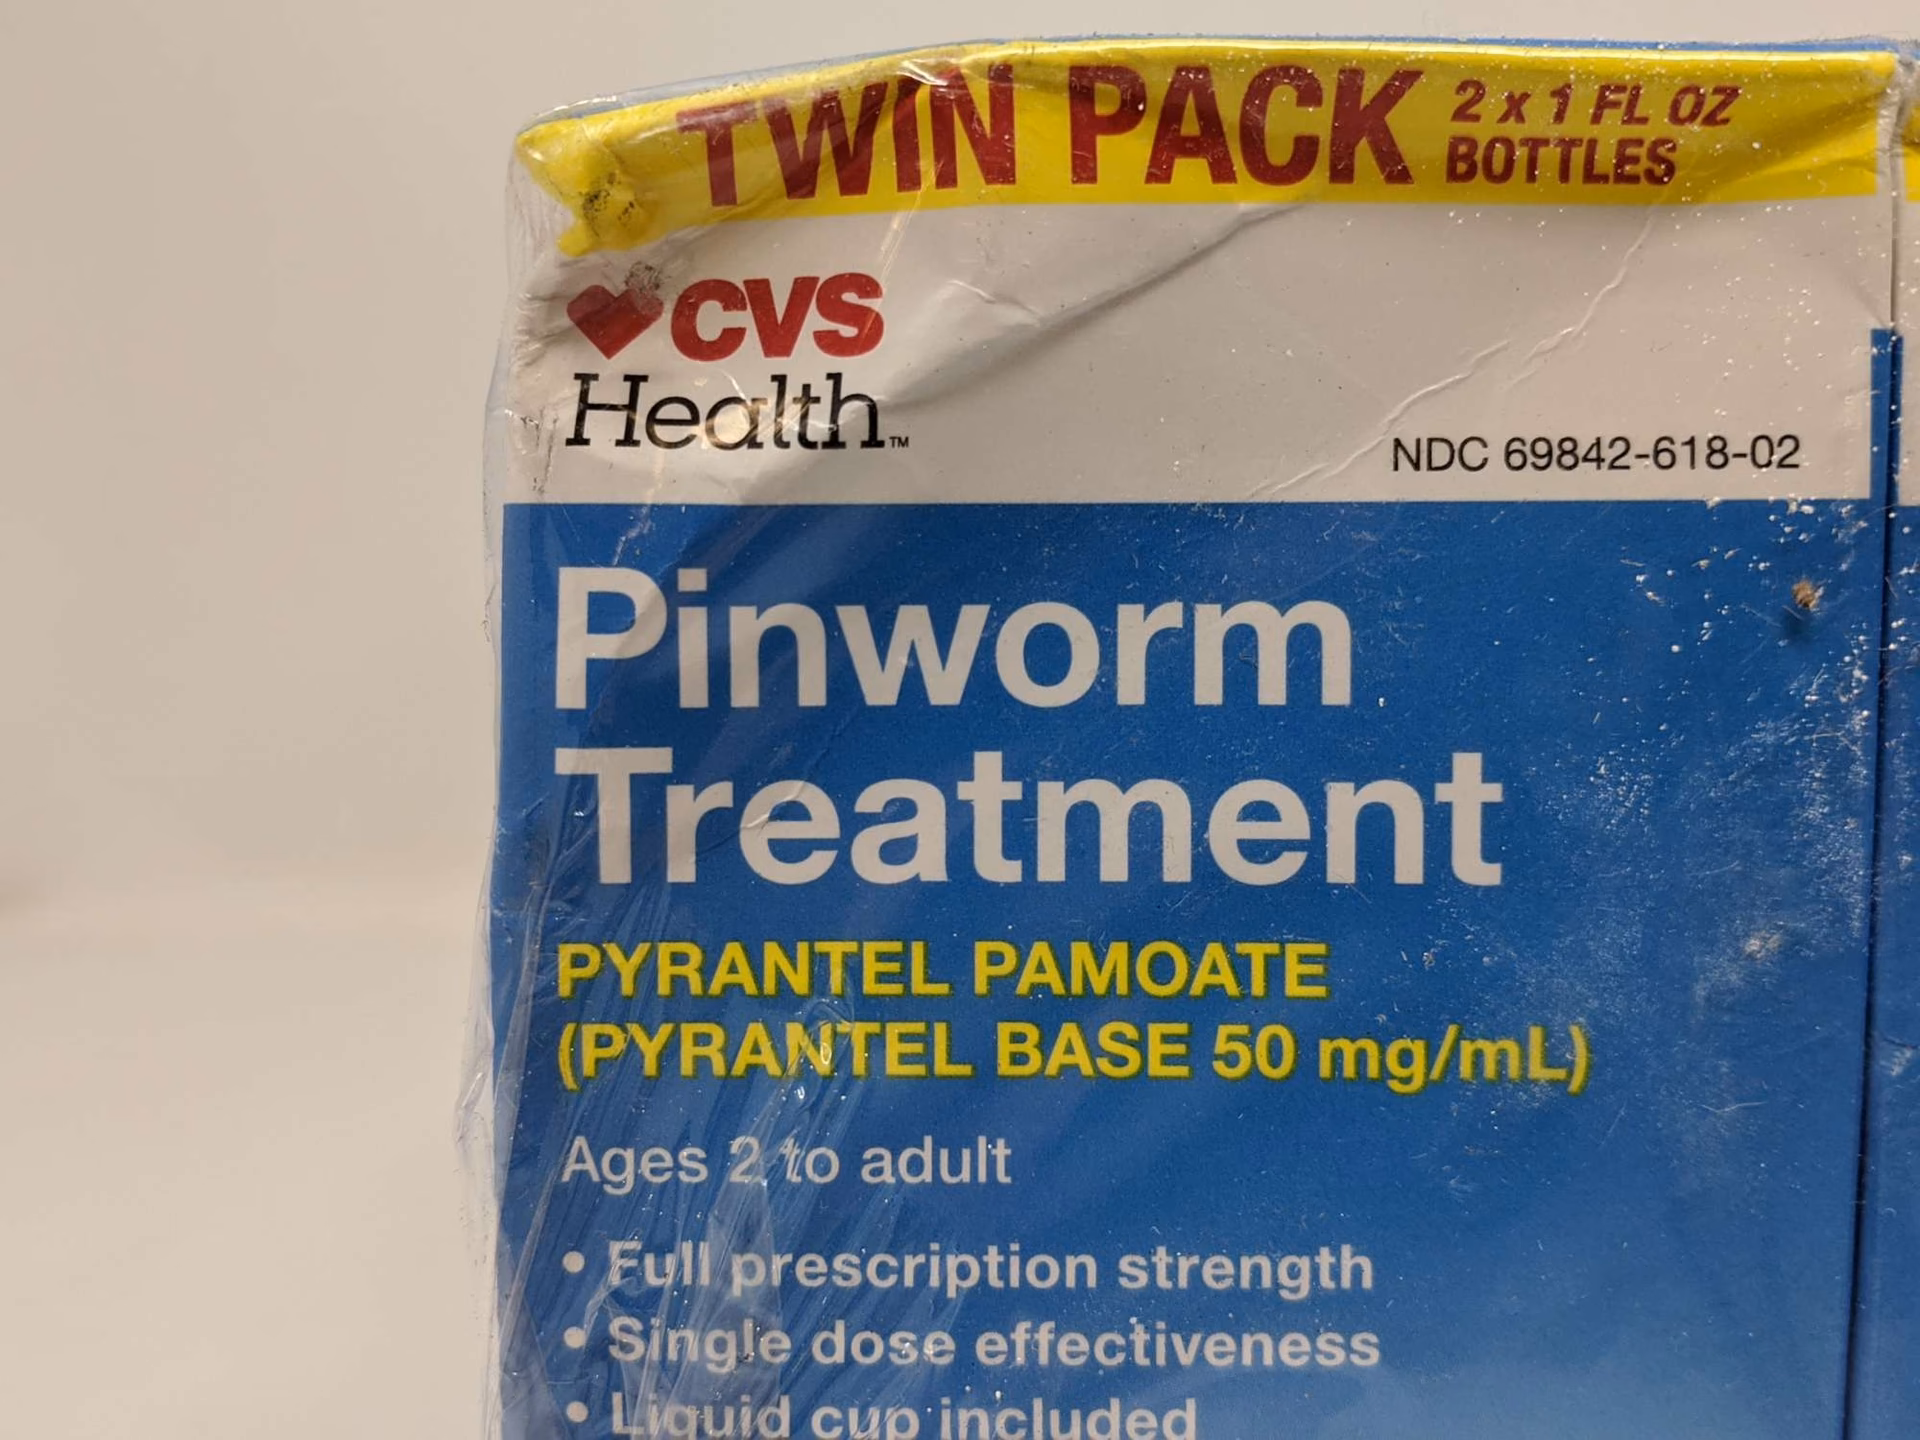 TWIN PACK 2 x 1 FL OZ
BOTTLES
CVS
Health™
NDC 69842-618-02
Pinworm
Treatment
PYRANTEL PAMOATE
(PYRANTEL BASE 50 mg/mL)
Ages 2 to adult
• Full prescription strength
• Single dose effectiveness
• Liquid cup included